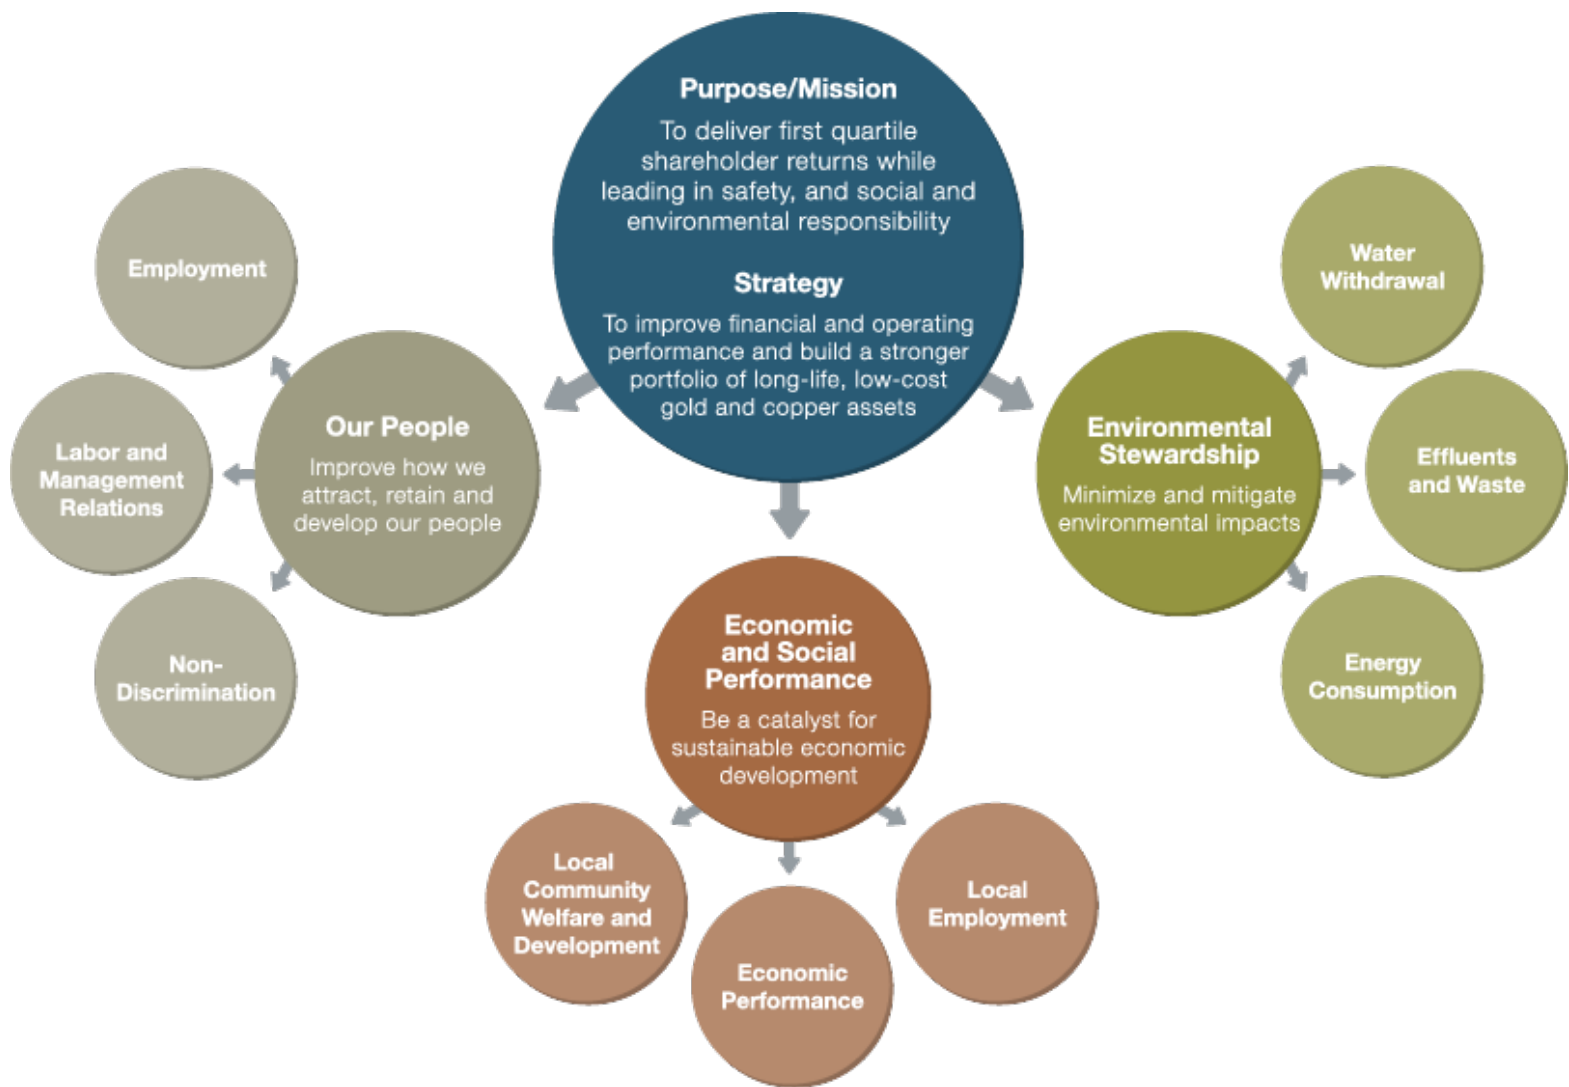 Purpose/Mission
To deliver first quartile
shareholder returns while
leading in safety, and social and
environmental responsibility
Strategy
To improve financial and operating
performance and build a stronger
portfolio of long-life, low-cost
gold and copper assets
Our People
Improve how we
attract, retain and
develop our people
Employment
Labor and
Management
Relations
Non-
Discrimination
Economic
and Social
Performance
Be a catalyst for
sustainable economic
development
Local
Community
Welfare and
Development
Economic
Performance
Local
Employment
Environmental
Stewardship
Minimize and mitigate
environmental impacts
Water
Withdrawal
Effluents
and Waste
Energy
Consumption